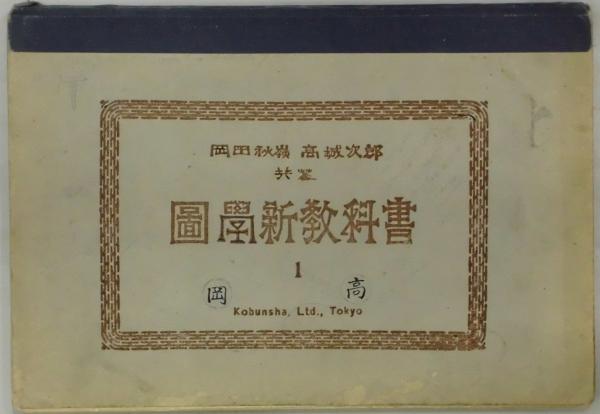 岡田秋嶺 高城次郎
共著
圖學新教科書
1
岡 高
Kobunsha, Ltd., Tokyo